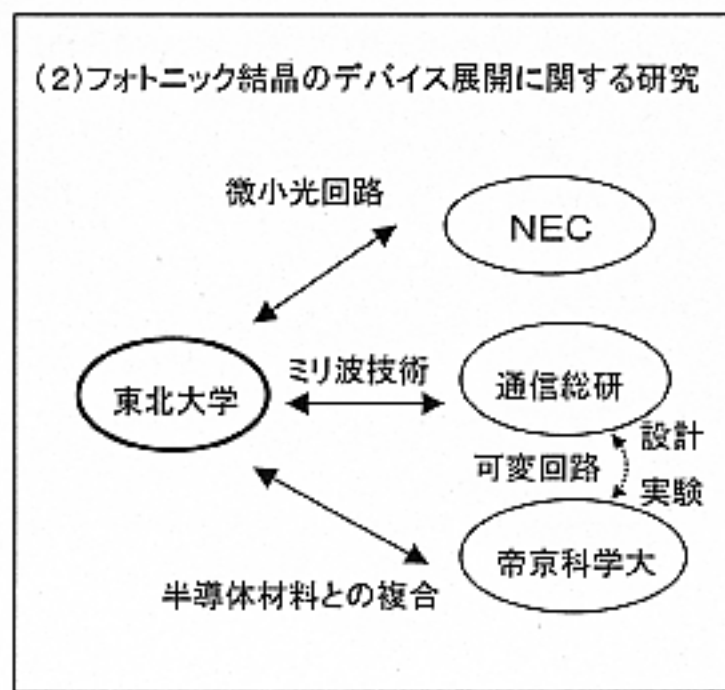 (2)フォトニック結晶のデバイス展開に関する研究
微小光回路
NEC
東北大学
ミリ波技術
通信総研
設計
可変回路
実験
帝京科学大
半導体材料との複合